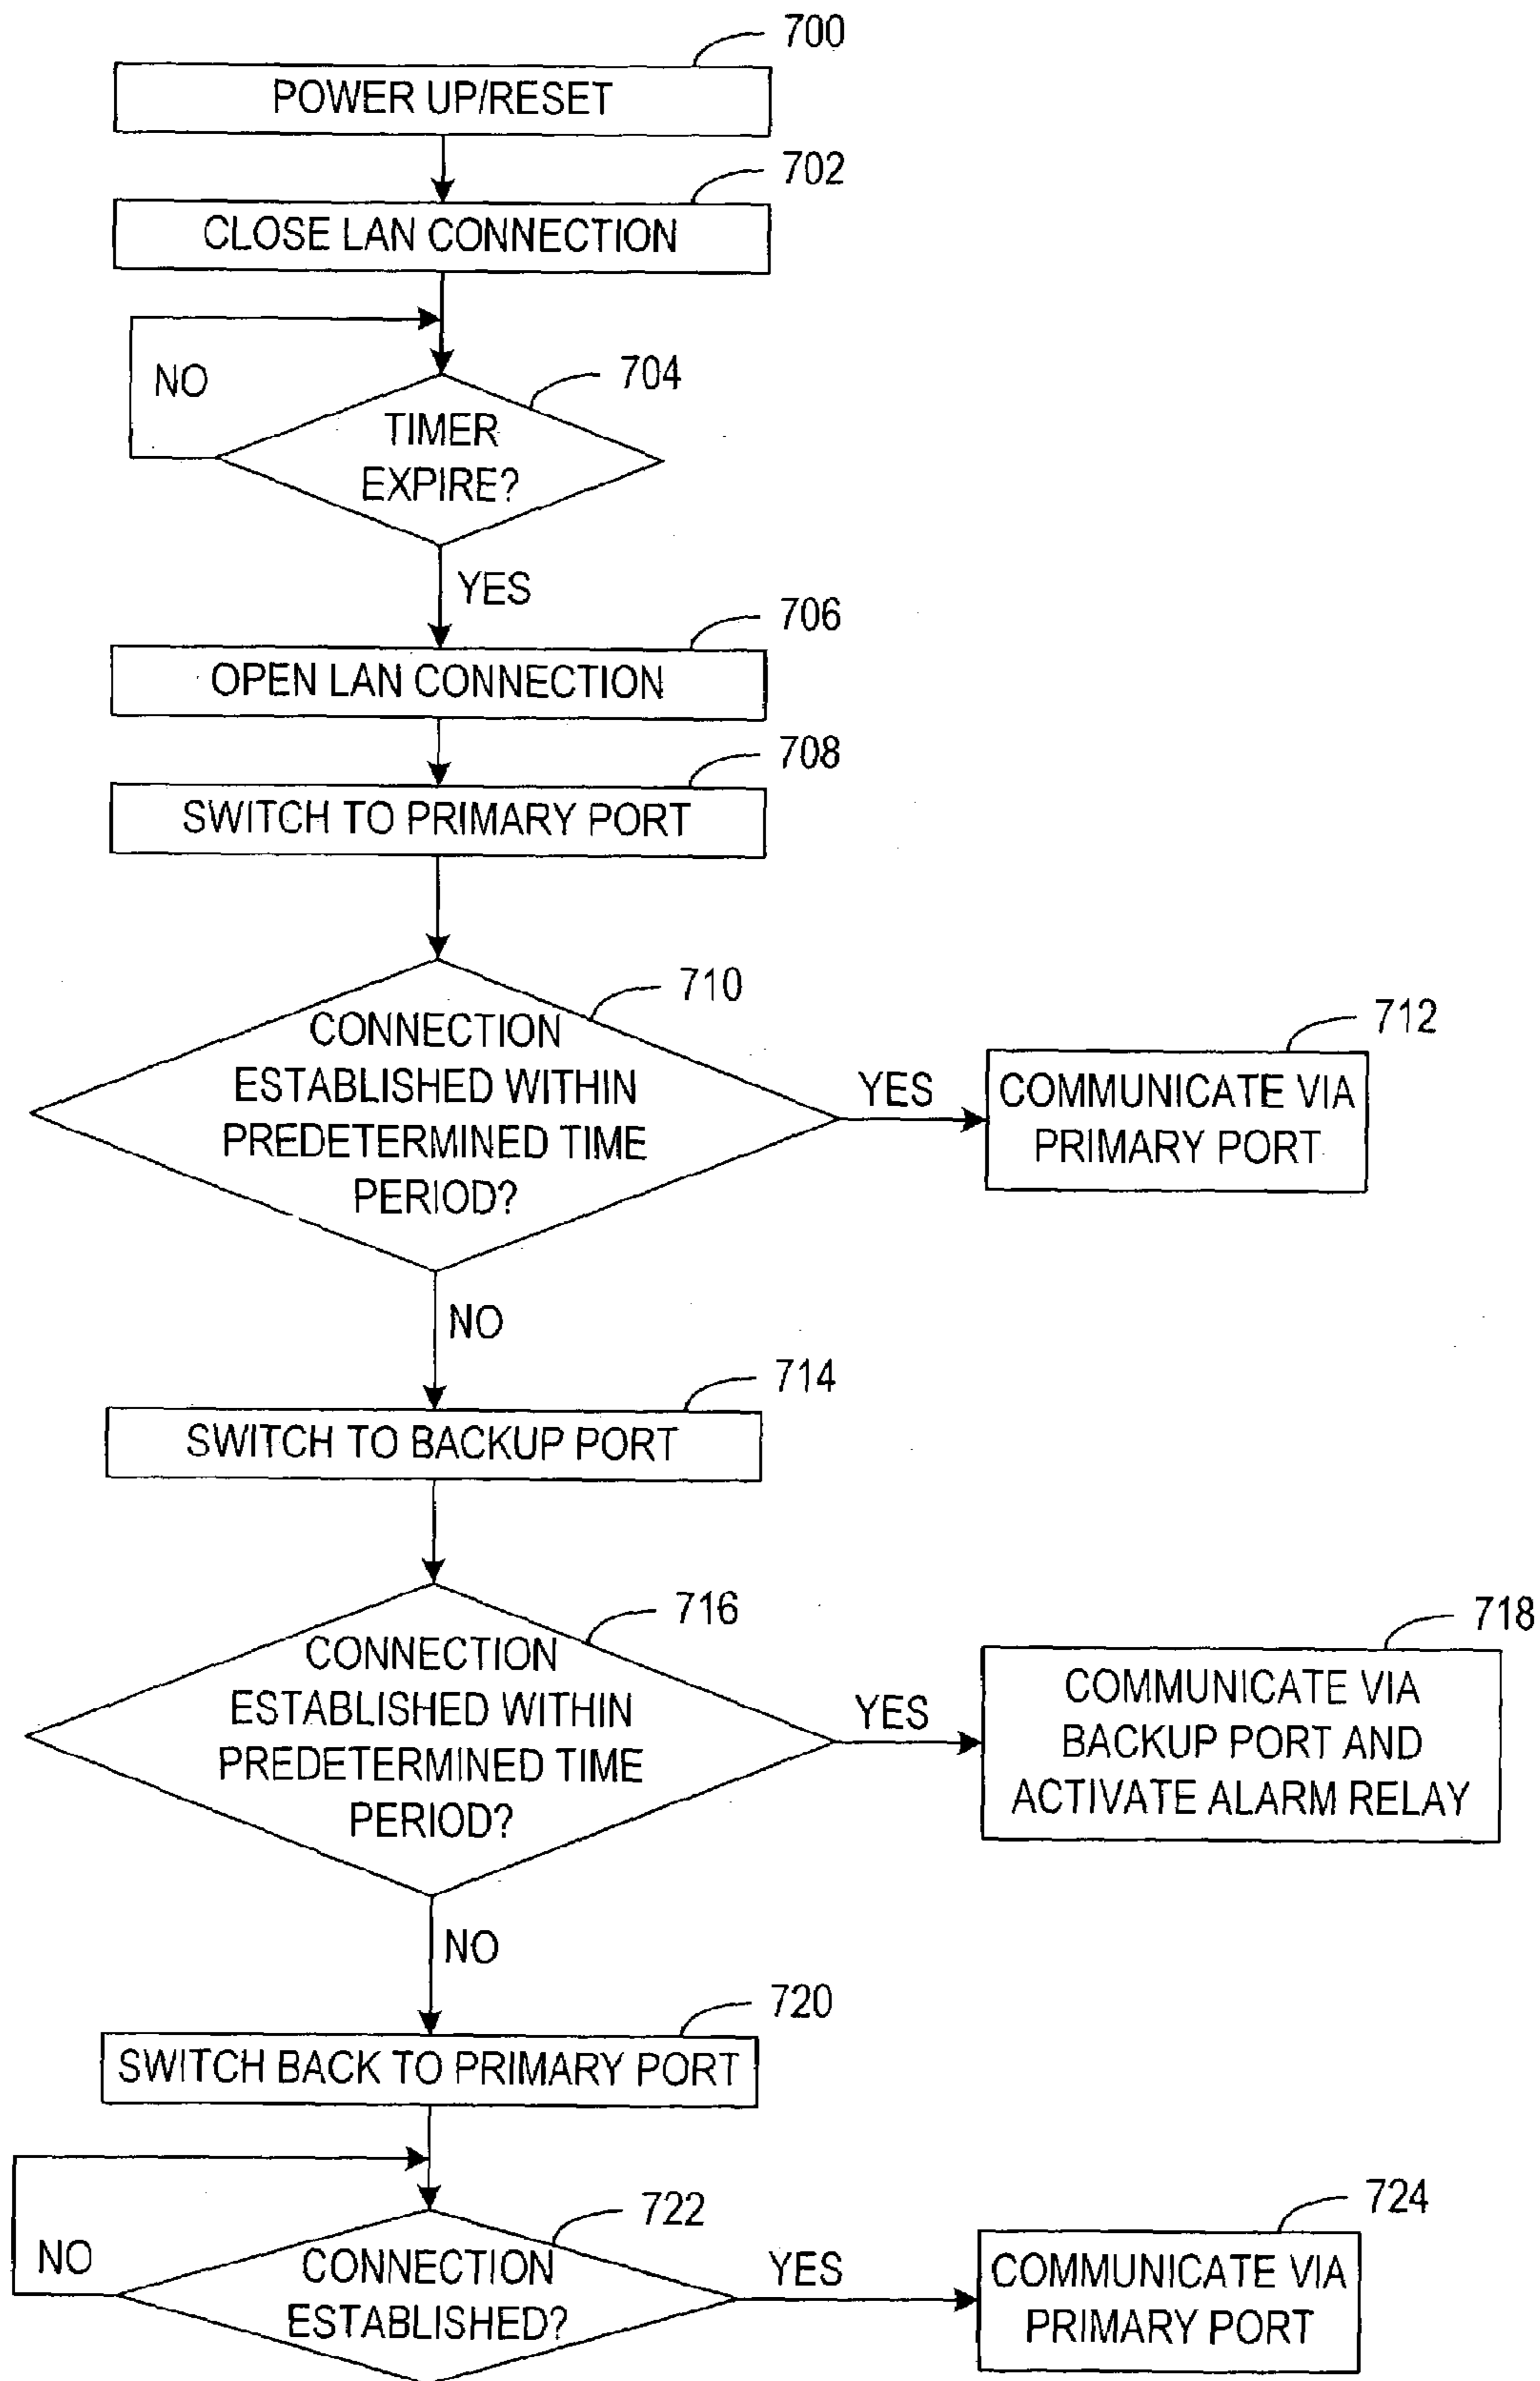 700
POWER UP/RESET
702
CLOSE LAN CONNECTION
NO
704
TIMER
EXPIRE?
YES
706
OPEN LAN CONNECTION
708
SWITCH TO PRIMARY PORT
710
CONNECTION
ESTABLISHED WITHIN
PREDETERMINED TIME
PERIOD?
YES
712
COMMUNICATE VIA
PRIMARY PORT
NO
714
SWITCH TO BACKUP PORT
716
CONNECTION
ESTABLISHED WITHIN
PREDETERMINED TIME
PERIOD?
YES
718
COMMUNICATE VIA
BACKUP PORT AND
ACTIVATE ALARM RELAY
NO
720
SWITCH BACK TO PRIMARY PORT
NO
722
CONNECTION
ESTABLISHED?
YES
724
COMMUNICATE VIA
PRIMARY PORT